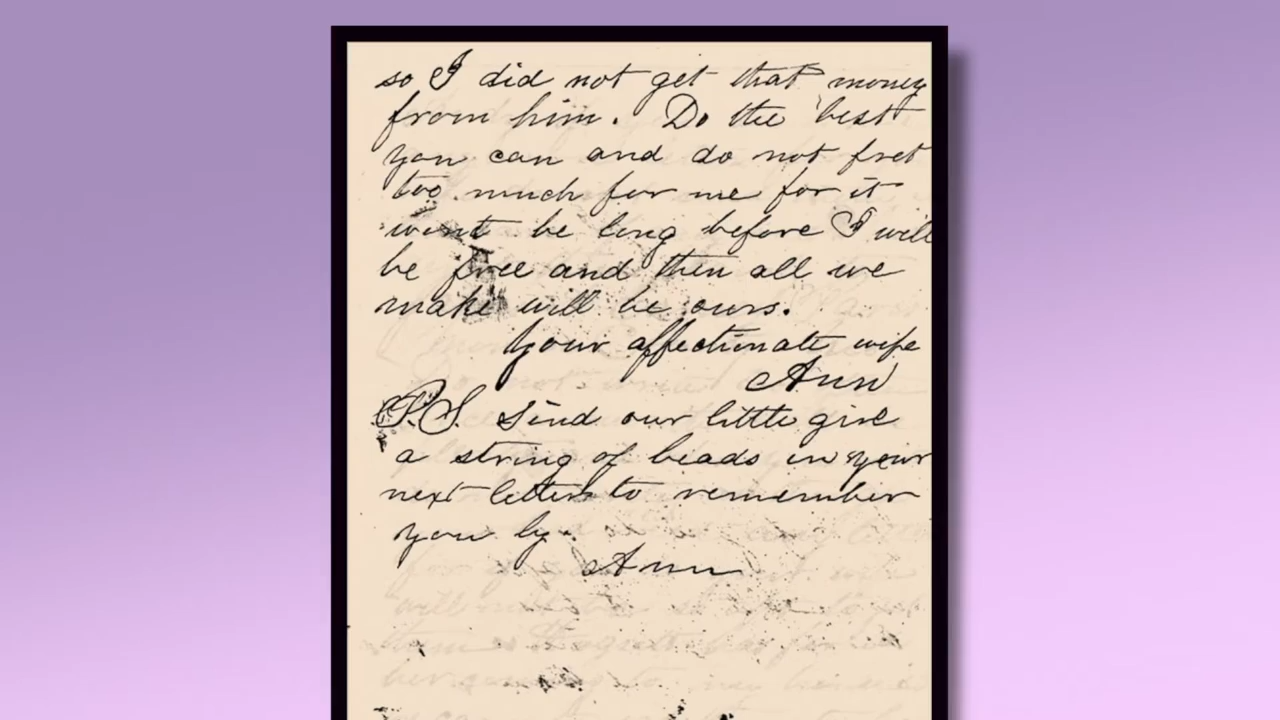 so I did not get that money
from him. Do the best
you can and do not fret
too much for me for it
wont be long before I will
be free and then all we
make will be ours.
Your affectionate wife
Ann
P.S. Send our little girl
a string of beads in your
next letter to remember
you by.
Ann